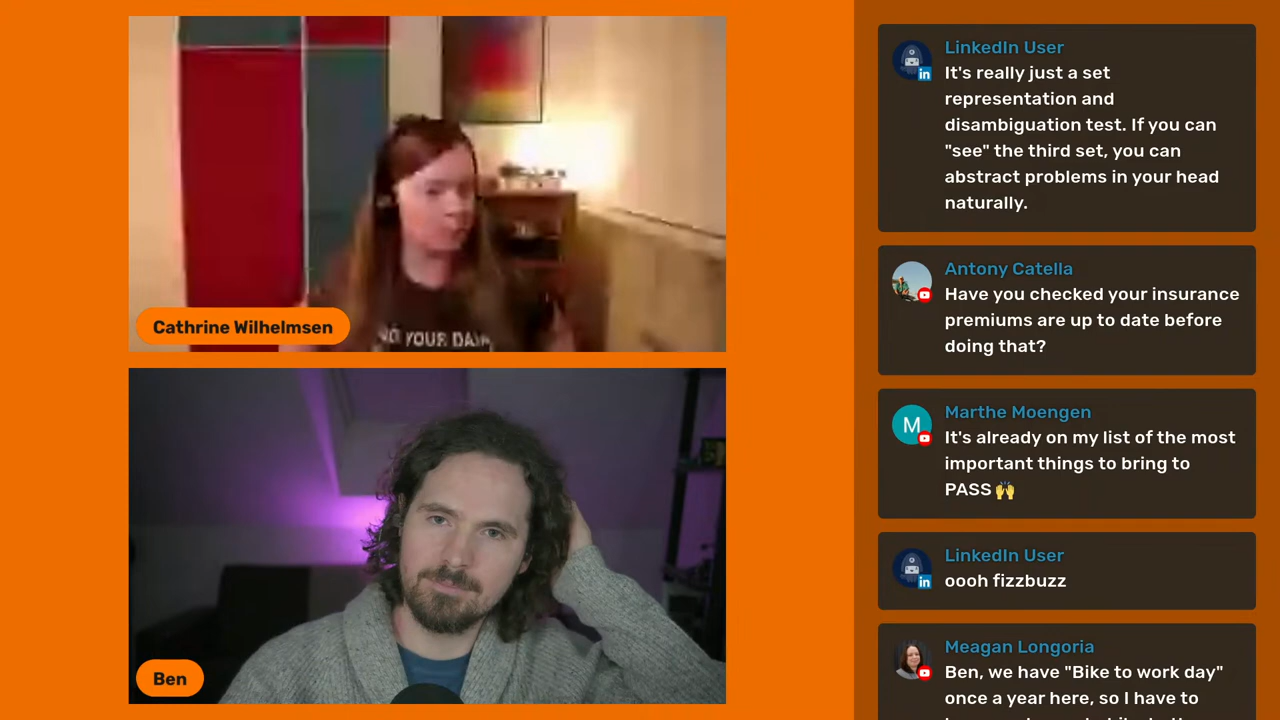 Cathrine Wilhelmsen
YOUR
Ben
LinkedIn User
It's really just a set
representation and
disambiguation test. If you can
"see" the third set, you can
abstract problems in your head
naturally.
Antony Catella
Have you checked your insurance
premiums are up to date before
doing that?
Marthe Moengen
It's already on my list of the most
important things to bring to
PASS 🙌
LinkedIn User
oooh fizzbuzz
Meagan Longoria
Ben, we have "Bike to work day"
once a year here, so I have to